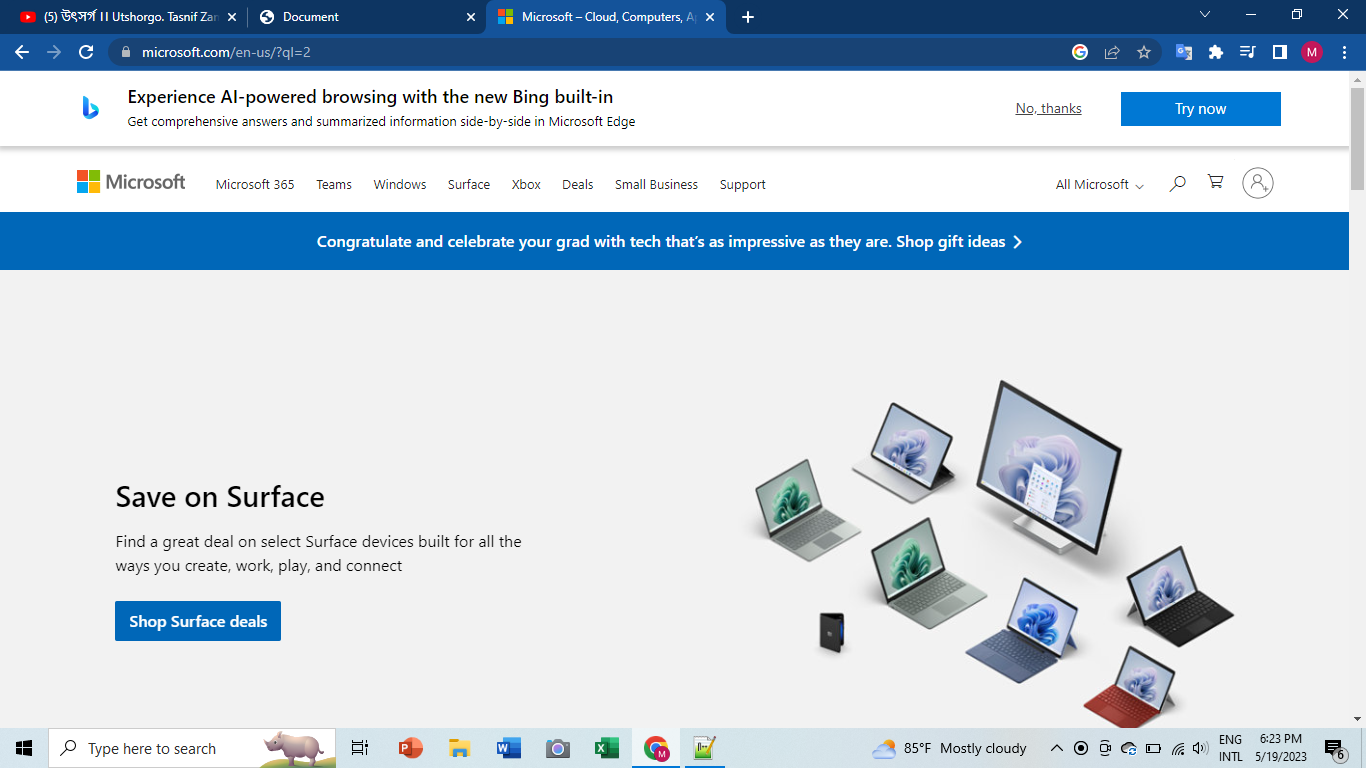 (5) উৎসর্গ ।। Utshorgo. Tasnif Zar
Document
Microsoft – Cloud, Computers, Ap
microsoft.com/en-us/?ql=2
M
Experience AI-powered browsing with the new Bing built-in
Get comprehensive answers and summarized information side-by-side in Microsoft Edge
No, thanks
Try now
Microsoft
Microsoft 365 Teams Windows Surface Xbox Deals Small Business Support
All Microsoft
Congratulate and celebrate your grad with tech that's as impressive as they are. Shop gift ideas
Save on Surface
Find a great deal on select Surface devices built for all the
ways you create, work, play, and connect
Shop Surface deals
Type here to search
85°F Mostly cloudy
ENG
INTL
6:23 PM
5/19/2023
6